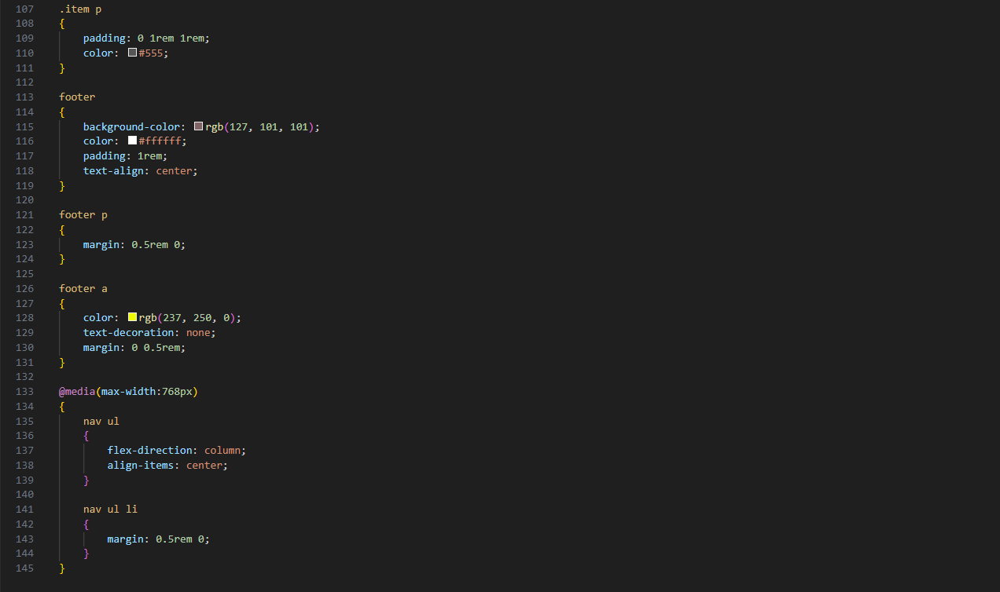 107 .item p
108 {
109     padding: 0 1rem 1rem;
110     color: #555;
111 }
112
113 footer
114 {
115     background-color: rgb(127, 101, 101);
116     color: #ffffff;
117     padding: 1rem;
118     text-align: center;
119 }
120
121 footer p
122 {
123     margin: 0.5rem 0;
124 }
125
126 footer a
127 {
128     color: rgb(237, 250, 0);
129     text-decoration: none;
130     margin: 0 0.5rem;
131 }
132
133 @media(max-width:768px)
134 {
135     nav ul
136     {
137         flex-direction: column;
138         align-items: center;
139     }
140
141     nav ul li
142     {
143         margin: 0.5rem 0;
144     }
145 }